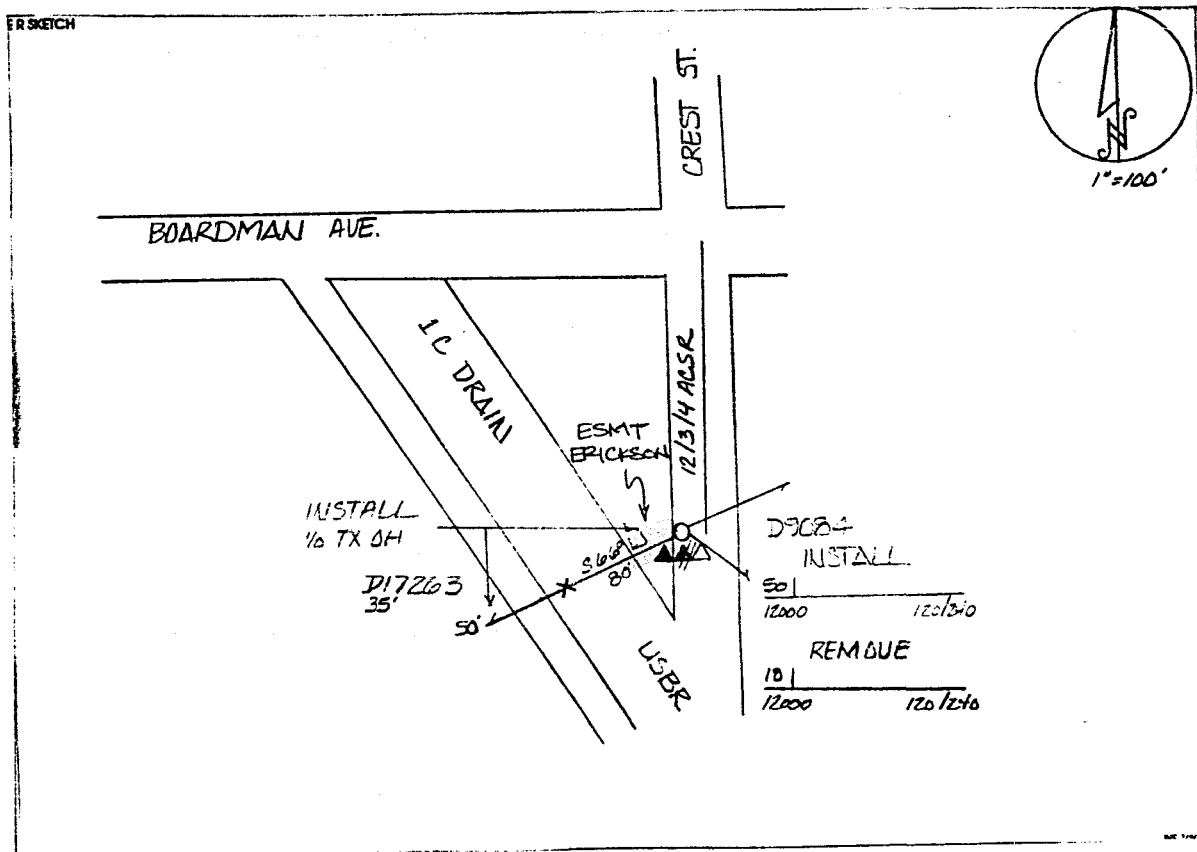 ER SKETCH
CREST ST.
N
1"=100'
BOARDMAN AVE.
1C DRAIN
12/3/4 ACSR
ESMT
ERICKSON
INSTALL
1/0 TX OH
D17263
35'
50'
S66°
80'
USBR
D9084
INSTALL
50
12000 120/240
REMOVE
10
12000 120/240